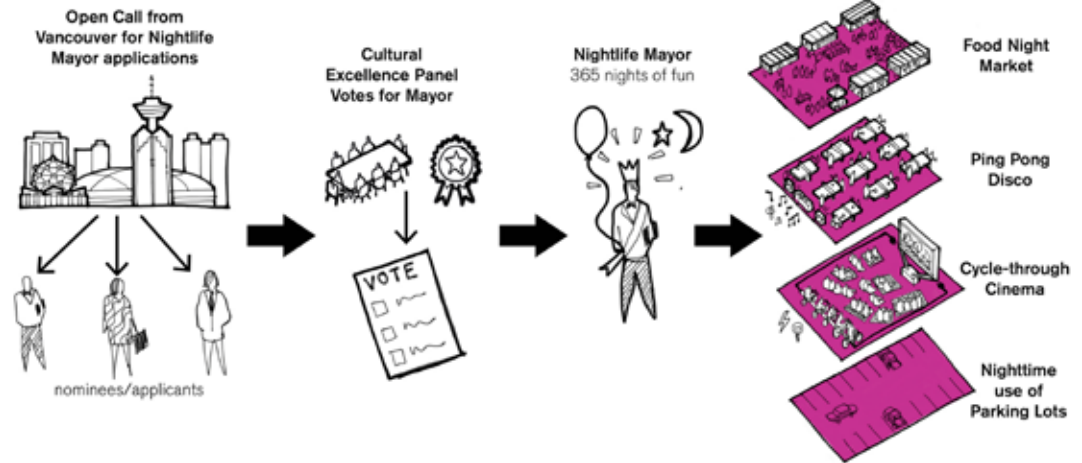 Open Call from
Vancouver for Nightlife
Mayor applications
nominees/applicants
Cultural
Excellence Panel
Votes for Mayor
VOTE
Nightlife Mayor
365 nights of fun
Food Night
Market
Ping Pong
Disco
Cycle-through
Cinema
Nighttime
use of
Parking Lots